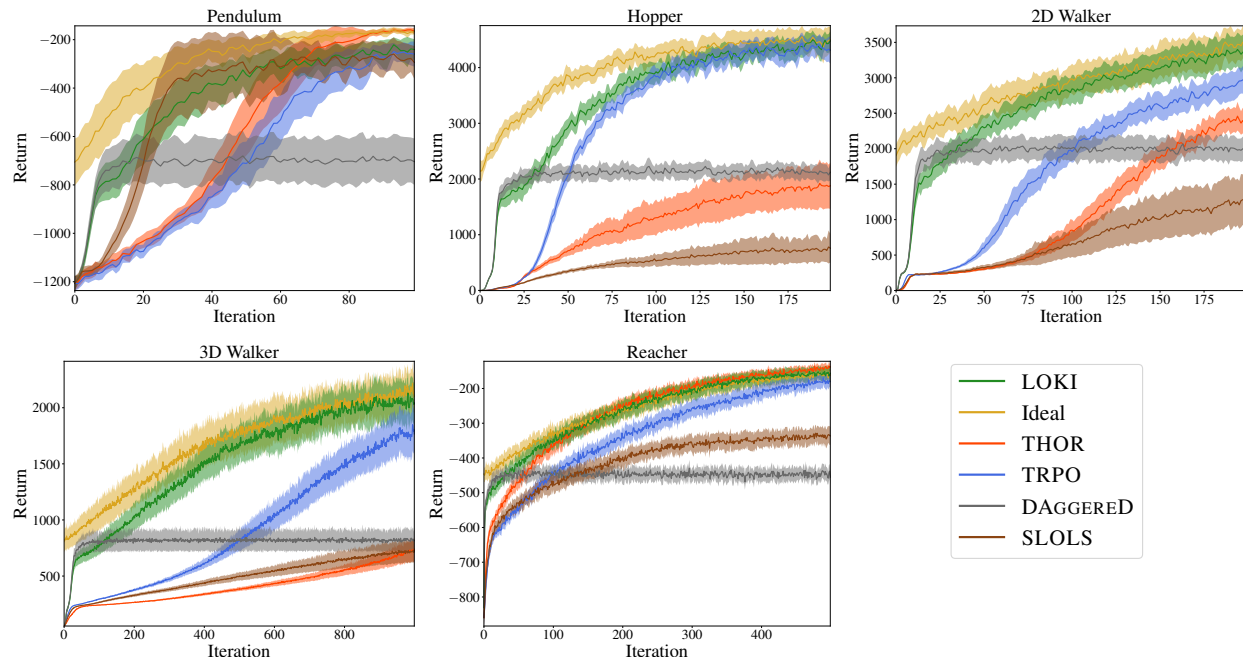 Pendulum
−200
−400
−600
−800
−1000
−1200
Return
0 20 40 60 80
Iteration
Hopper
4000
3000
2000
1000
0
Return
0 25 50 75 100 125 150 175
Iteration
2D Walker
3500
3000
2500
2000
1500
1000
500
0
Return
0 25 50 75 100 125 150 175
Iteration
3D Walker
2000
1500
1000
500
Return
0 200 400 600 800
Iteration
Reacher
−200
−300
−400
−500
−600
−700
−800
Return
0 100 200 300 400
Iteration
LOKI
Ideal
THOR
TRPO
DAGGERED
SLOLS